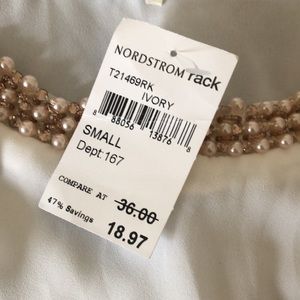 NORDSTROM rack
T21469RK
IVORY
8 88056 13876 8
SMALL
Dept 167
COMPARE AT 36.00
47% Savings 18.97